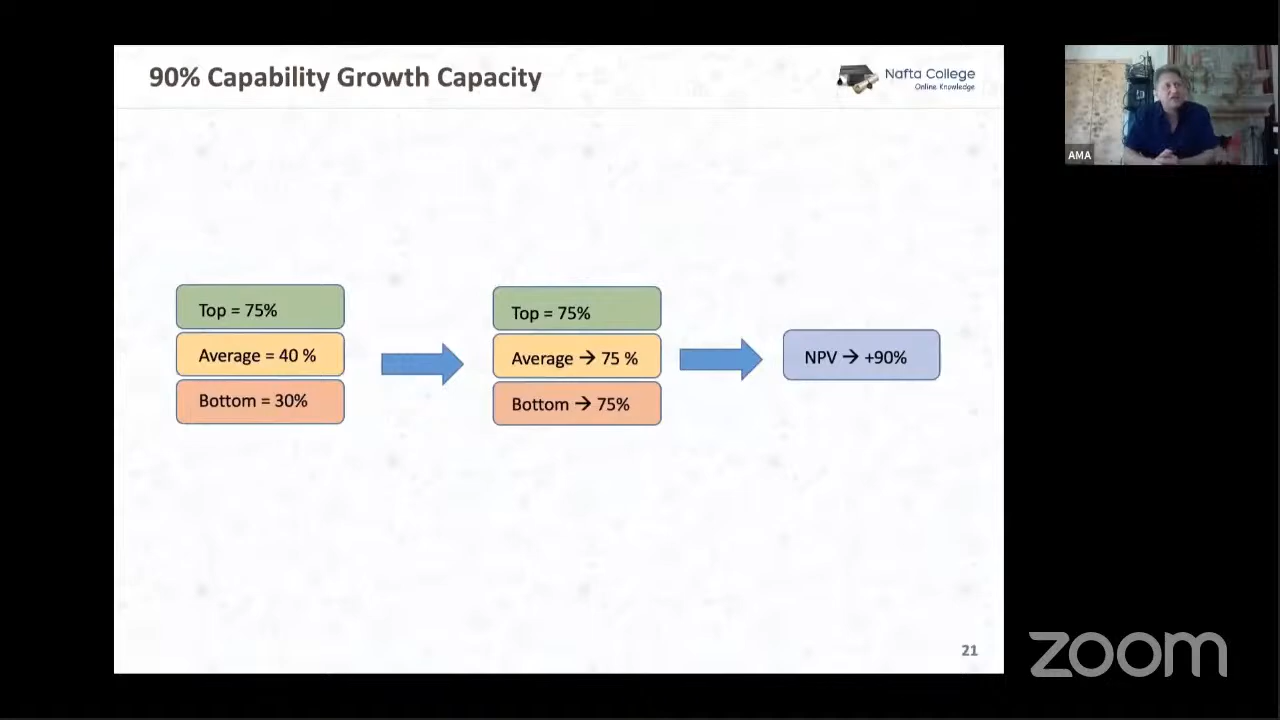 90% Capability Growth Capacity
Nafta College
Online Knowledge
AMA
Top = 75%
Average = 40 %
Bottom = 30%
Top = 75%
Average → 75 %
Bottom → 75%
NPV → +90%
21
zoom